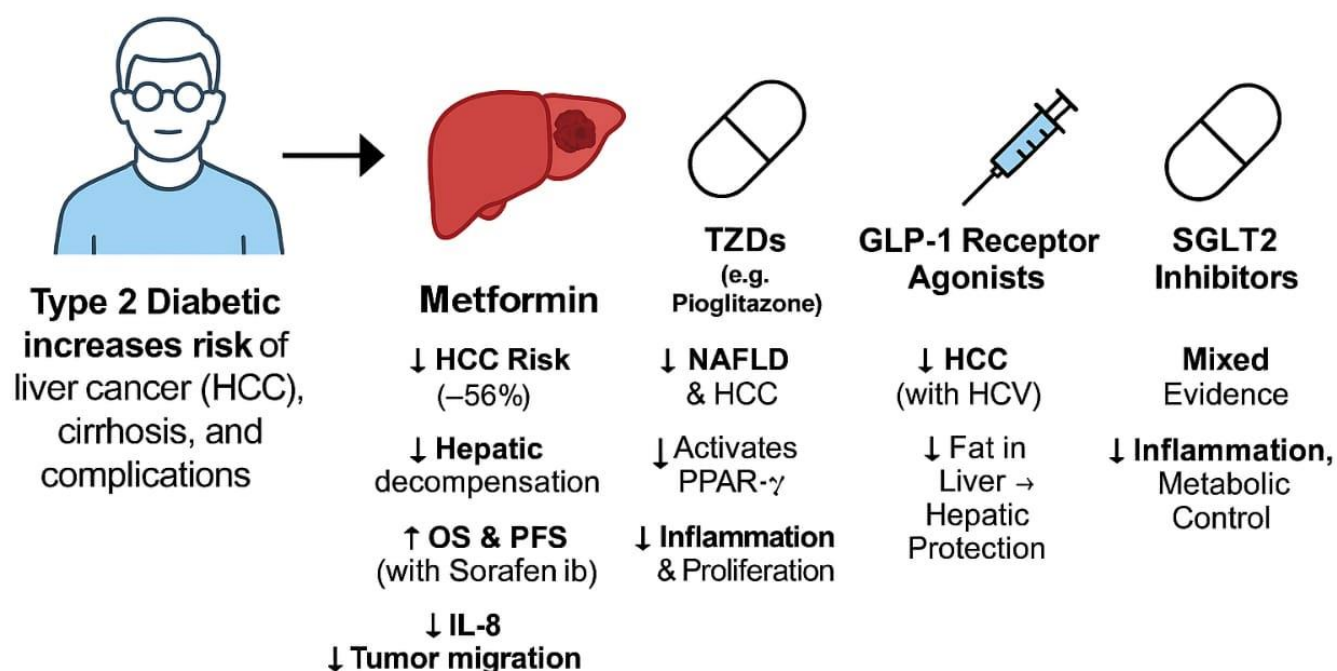 Type 2 Diabetic
increases risk of
liver cancer (HCC),
cirrhosis, and
complications
Metformin
↓ HCC Risk
(–56%)
↓ Hepatic
decompensation
↑ OS & PFS
(with Sorafen ib)
↓ IL-8
↓ Tumor migration
TZDs
(e.g.
Pioglitazone)
↓ NAFLD
& HCC
↓ Activates
PPAR-γ
↓ Inflammation
& Proliferation
GLP-1 Receptor
Agonists
↓ HCC
(with HCV)
↓ Fat in
Liver →
Hepatic
Protection
SGLT2
Inhibitors
Mixed
Evidence
↓ Inflammation,
Metabolic
Control